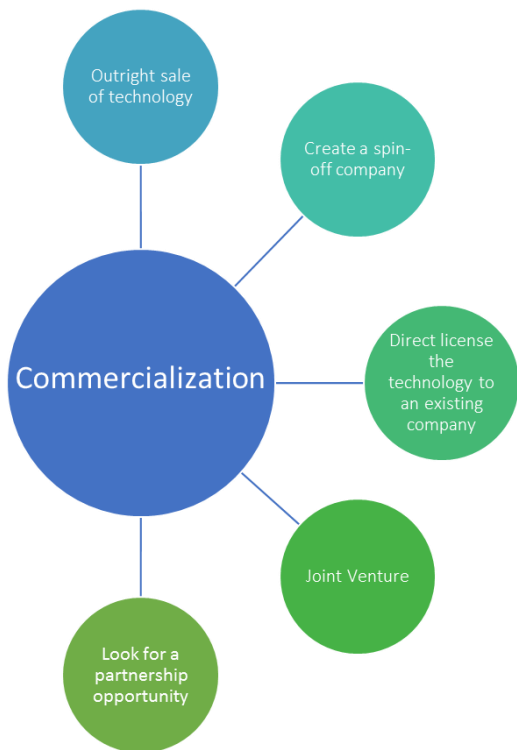 Outright sale
of technology
Create a spin-
off company
Commercialization
Direct license
the
technology to
an existing
company
Joint Venture
Look for a
partnership
opportunity